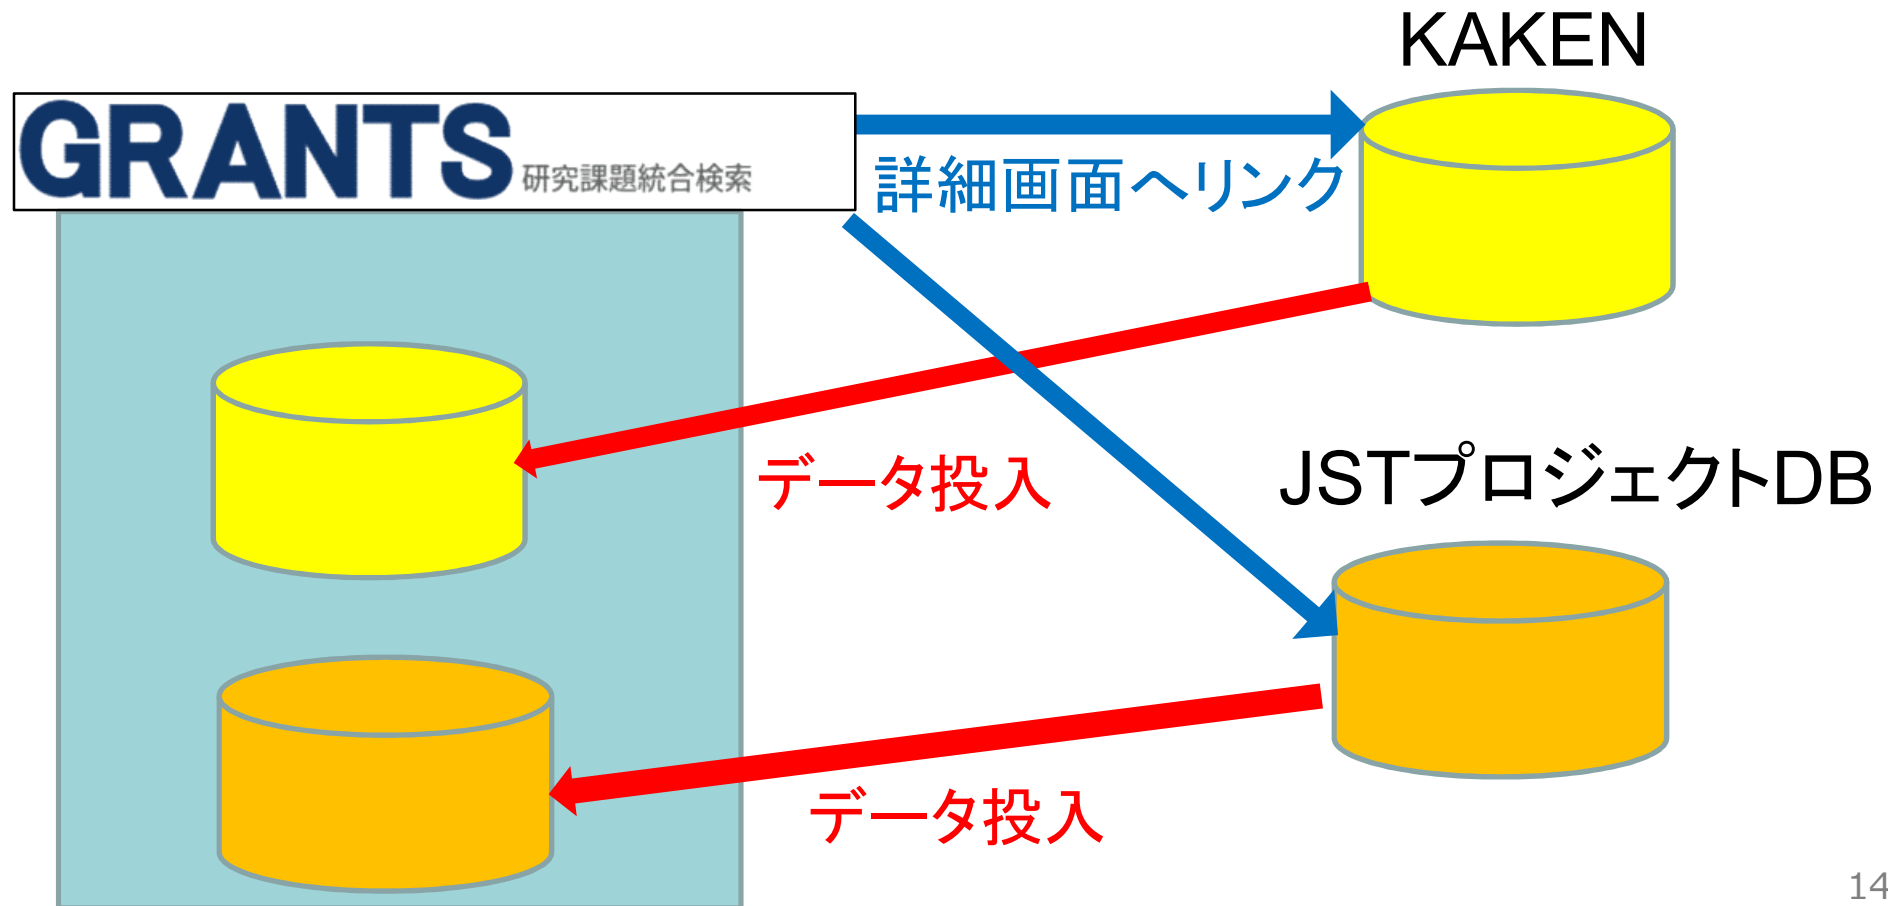 KAKEN
GRANTS 研究課題統合検索
詳細画面へリンク
データ投入
JSTプロジェクトDB
データ投入
14